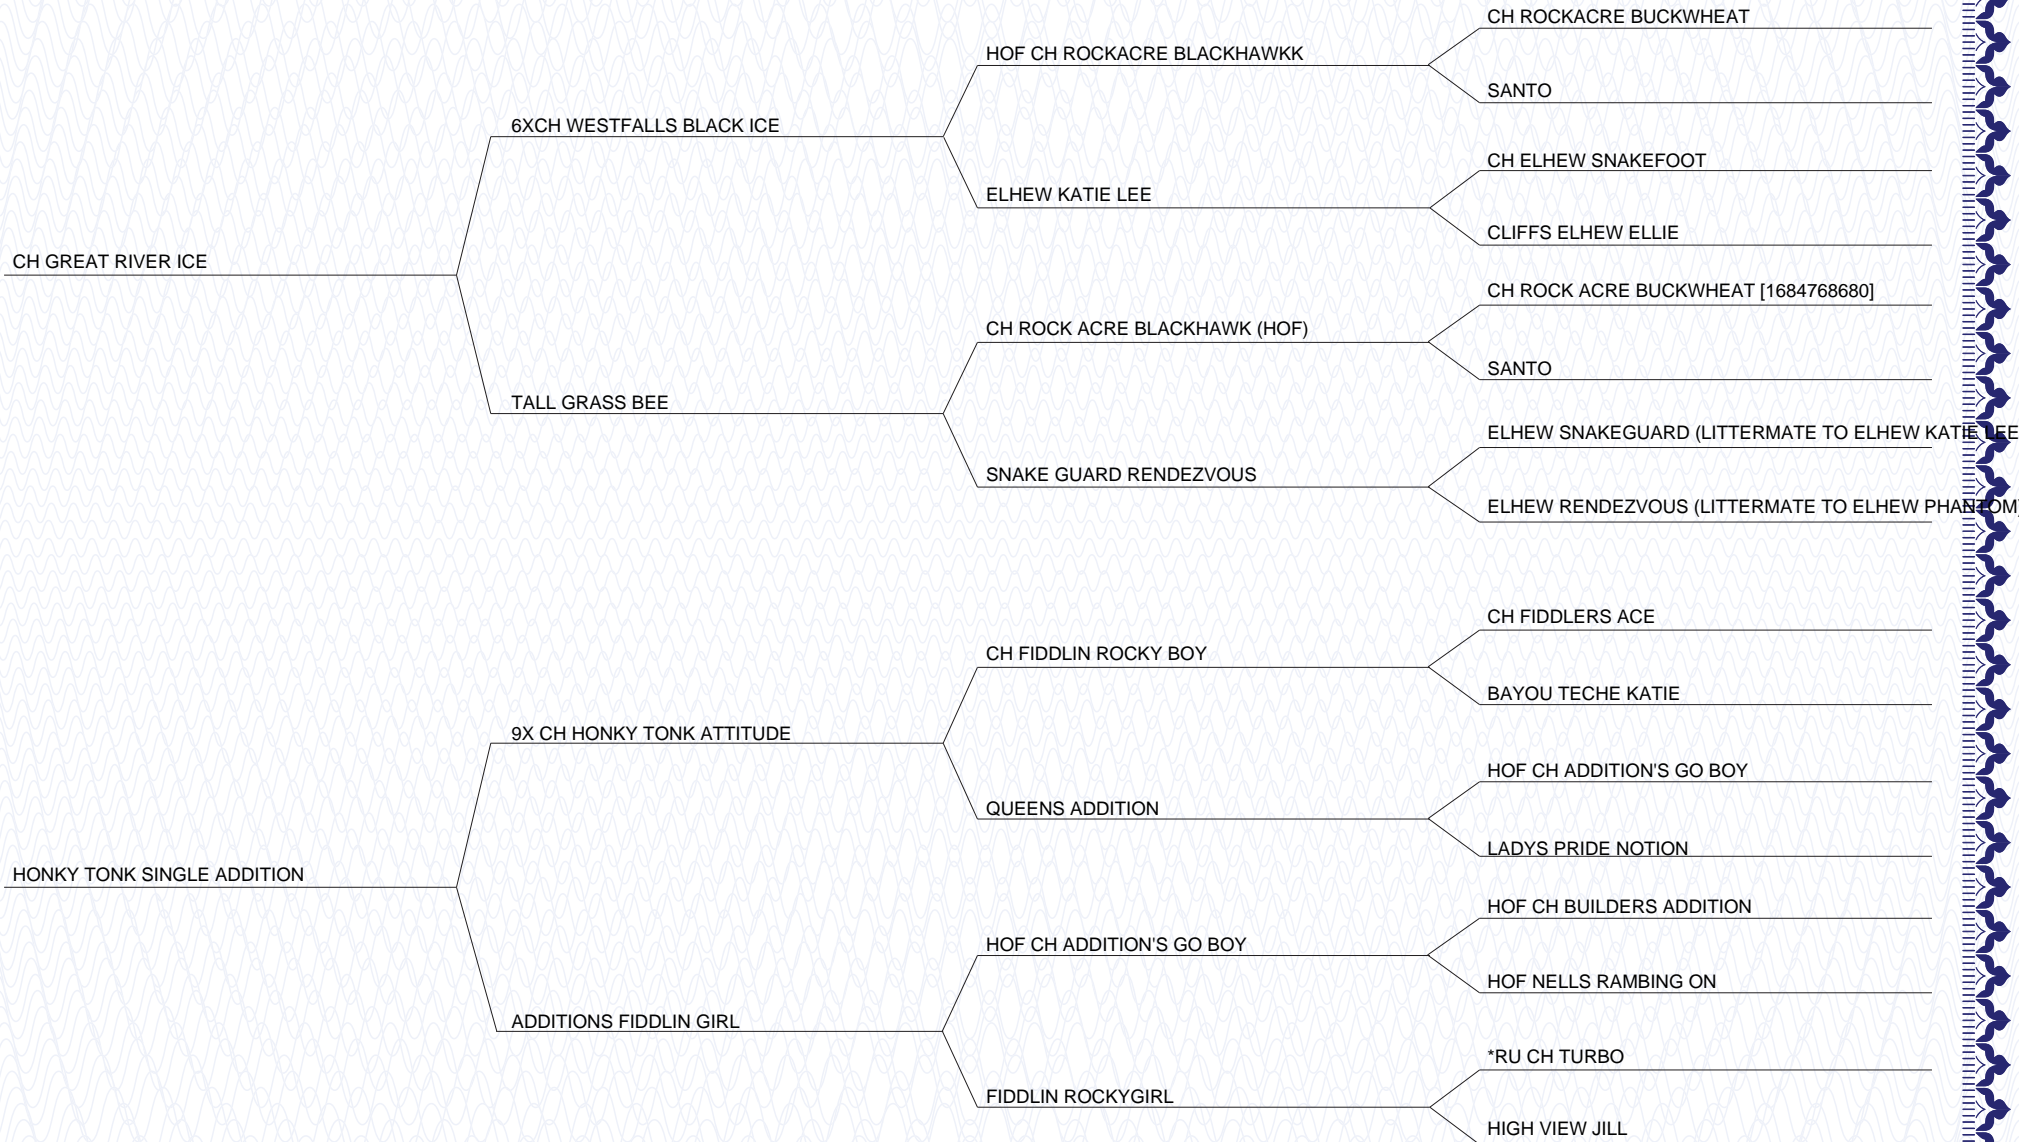 CH ROCKACRE BUCKWHEAT
HOF CH ROCKACRE BLACKHAWKK
SANTO
6XCH WESTFALLS BLACK ICE
CH ELHEW SNAKEFOOT
ELHEW KATIE LEE
CLIFFS ELHEW ELLIE
CH GREAT RIVER ICE
CH ROCK ACRE BUCKWHEAT [1684768680]
CH ROCK ACRE BLACKHAWK (HOF)
SANTO
TALL GRASS BEE
ELHEW SNAKEGUARD (LITTERMATE TO ELHEW KATIE LEE
SNAKE GUARD RENDEZVOUS
ELHEW RENDEZVOUS (LITTERMATE TO ELHEW PHANTOM)
CH FIDDLERS ACE
CH FIDDLIN ROCKY BOY
BAYOU TECHE KATIE
9X CH HONKY TONK ATTITUDE
HOF CH ADDITION'S GO BOY
QUEENS ADDITION
LADYS PRIDE NOTION
HONKY TONK SINGLE ADDITION
HOF CH BUILDERS ADDITION
HOF CH ADDITION'S GO BOY
HOF NELLS RAMBING ON
ADDITIONS FIDDLIN GIRL
*RU CH TURBO
FIDDLIN ROCKYGIRL
HIGH VIEW JILL